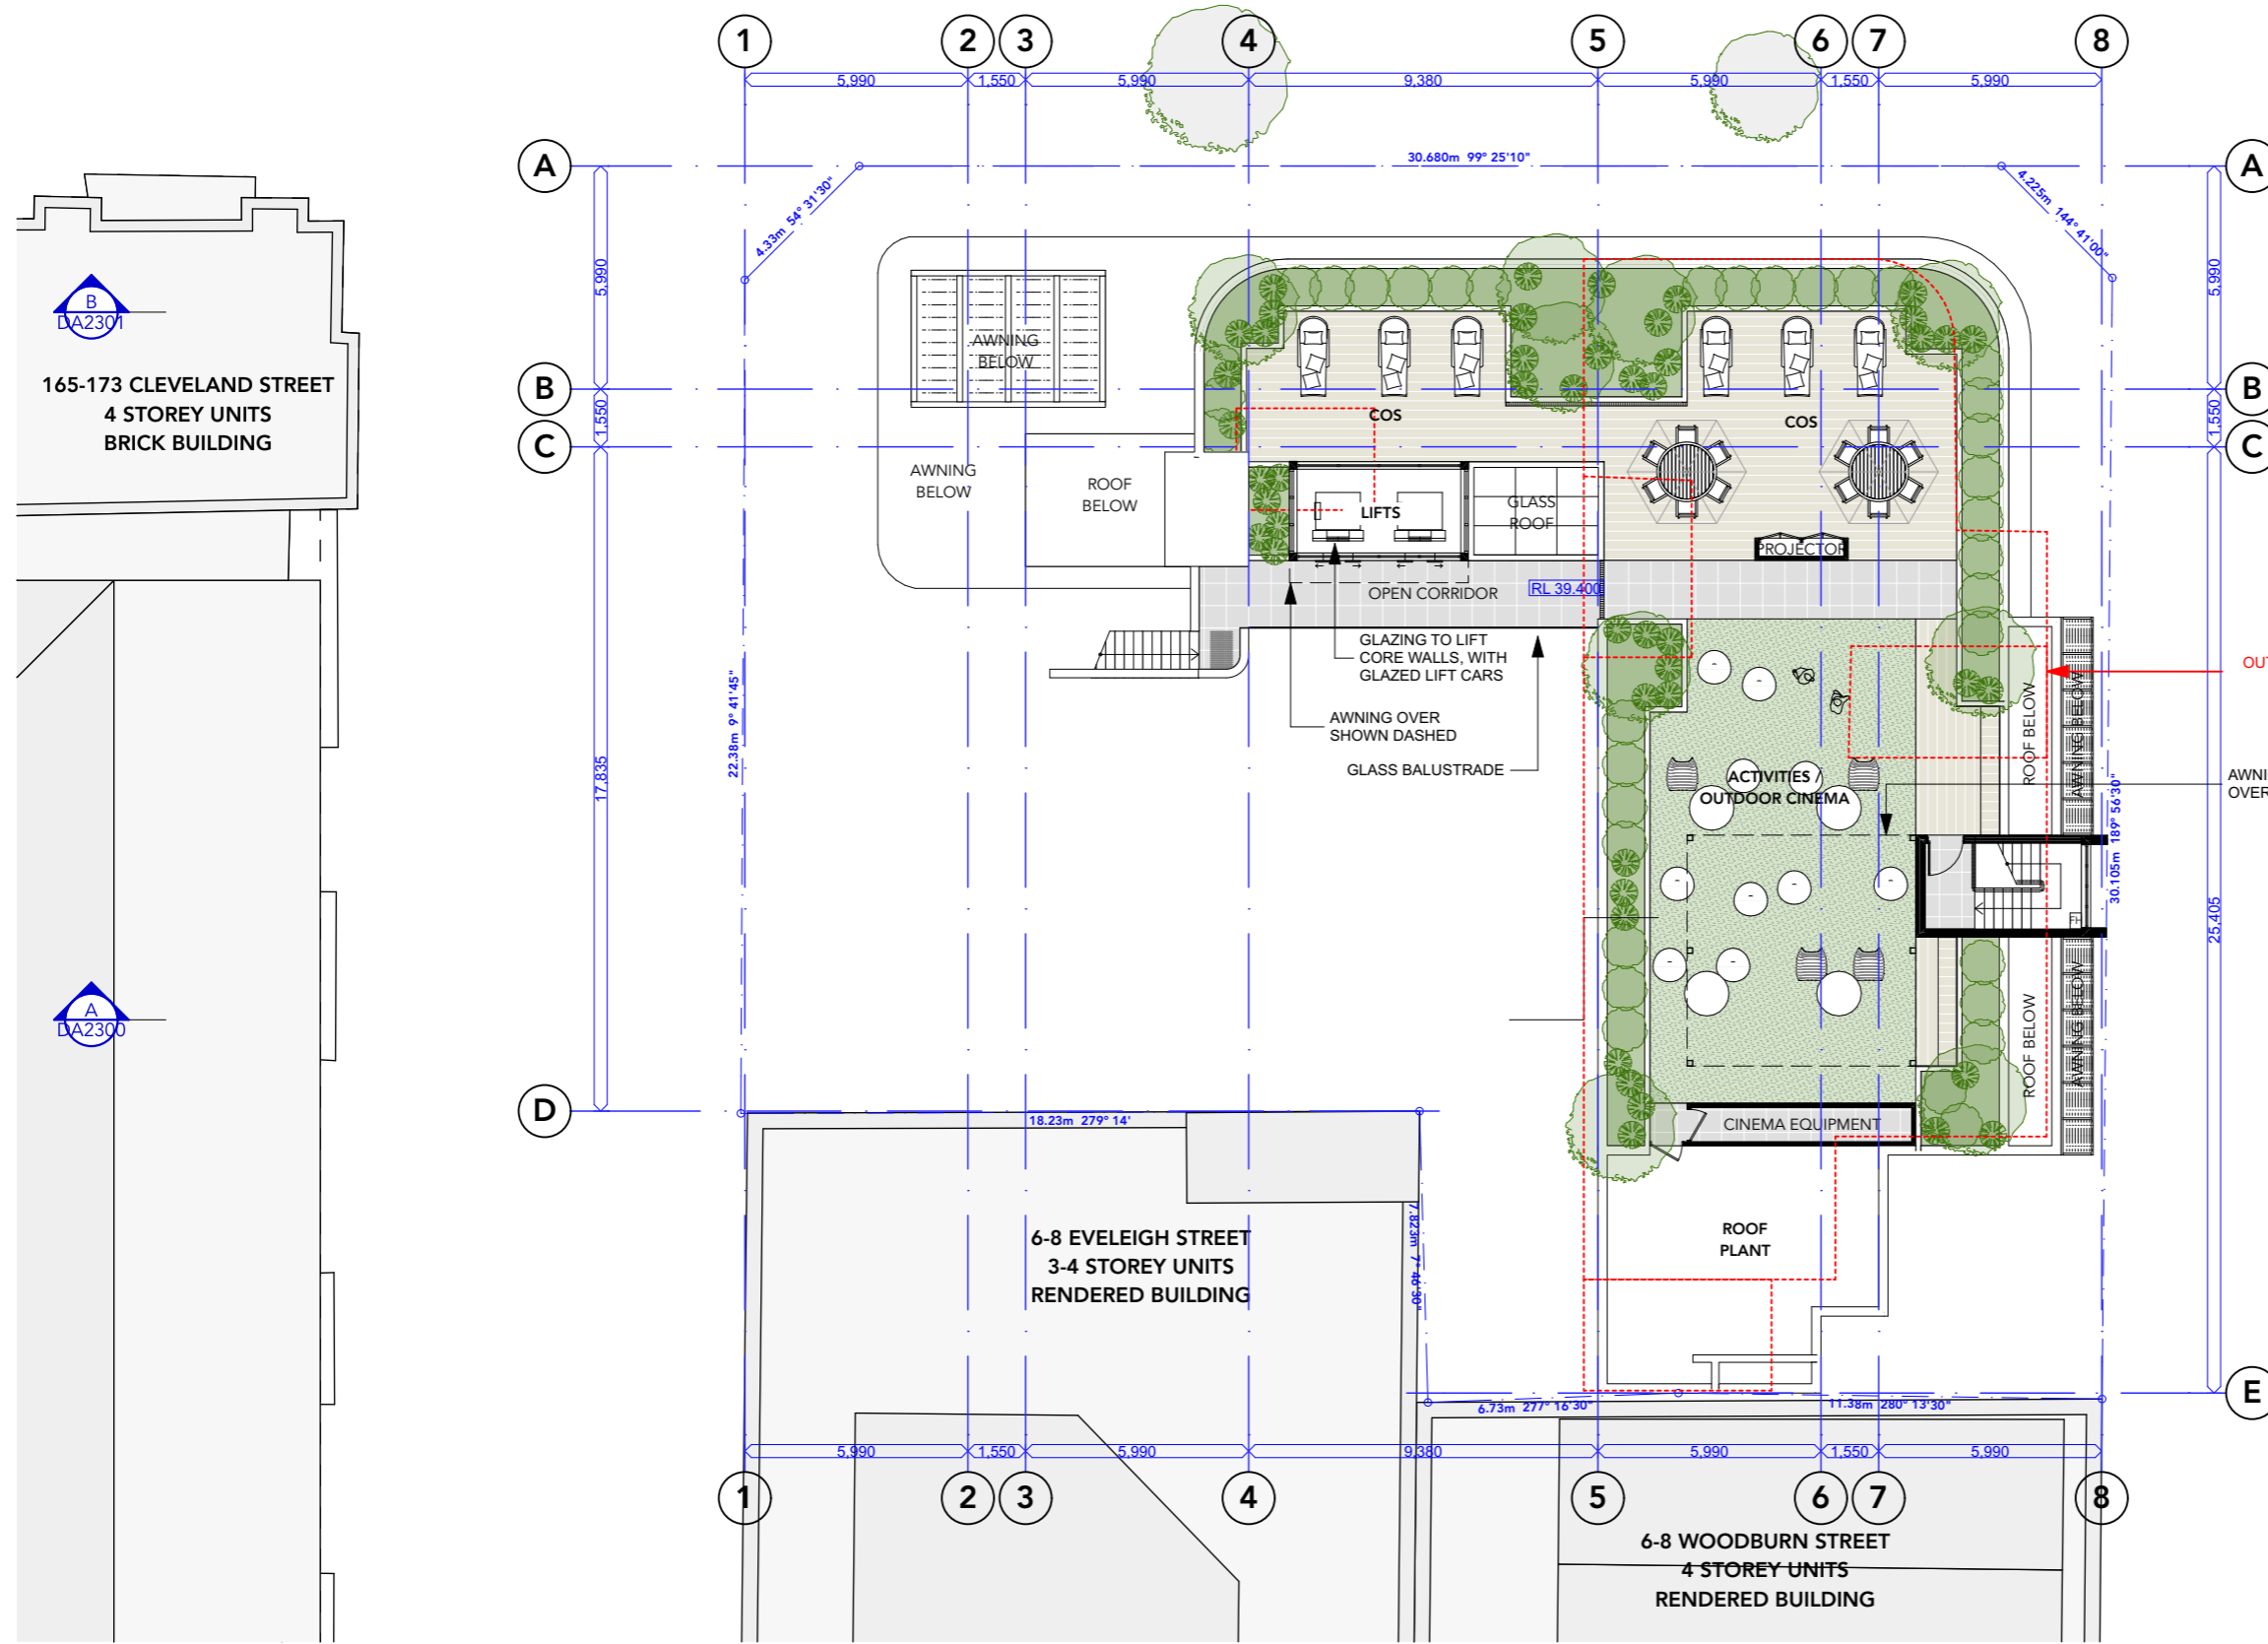 1 2 3 4 5 6 7 8
5,990 1,550 5,990 9,380 5,990 1,550 5,990
A
30.680m 99° 25'10"
A
4.33m 54° 31'30"
4.225m 144° 41'00"
5,990
5,990
B
DA2301
165-173 CLEVELAND STREET
4 STOREY UNITS
BRICK BUILDING
AWNING
BELOW
B
B
COS
COS
1,550
1,550
C
C
AWNING
BELOW
ROOF
BELOW
LIFTS
GLASS
ROOF
PROJECTOR
OPEN CORRIDOR
RL 39.400
GLAZING TO LIFT
CORE WALLS, WITH
GLAZED LIFT CARS
AWNING OVER
SHOWN DASHED
GLASS BALUSTRADE
22.38m 9° 41'45"
17,835
ACTIVITIES /
OUTDOOR CINEMA
ROOF BELOW
AWNING BELOW
OUT
AWNI
OVER
30.105m 189° 56'30"
FH
25,405
A
DA2300
ROOF BELOW
AWNING BELOW
D
18.23m 279° 14'
CINEMA EQUIPMENT
7.823m 7° 46'30"
6-8 EVELEIGH STREET
3-4 STOREY UNITS
RENDERED BUILDING
ROOF
PLANT
E
6.73m 277° 16'30"
11.38m 280° 13'30"
5,990 1,550 5,990 9,380 5,990 1,550 5,990
1 2 3 4 5 6 7 8
6-8 WOODBURN STREET
4 STOREY UNITS
RENDERED BUILDING